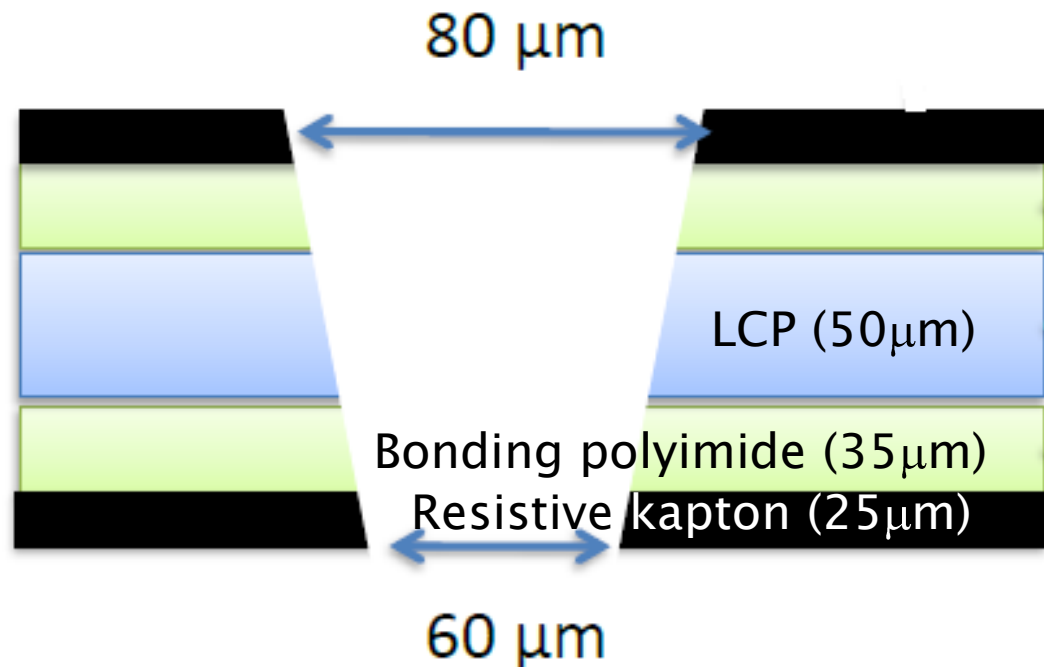 80 μm
LCP (50μm)
Bonding polyimide (35μm)
Resistive kapton (25μm)
60 μm